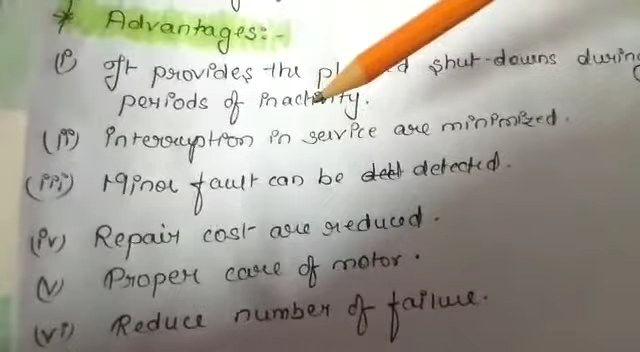 * Advantages:-
(i) It provides the shut-downs during
periods of inactivity.
(ii) Interruption in service are minimized.
(iii) Minor fault can be detected.
(iv) Repair cost are reduced.
(v) Proper care of motor.
(vi) Reduce number of failure.